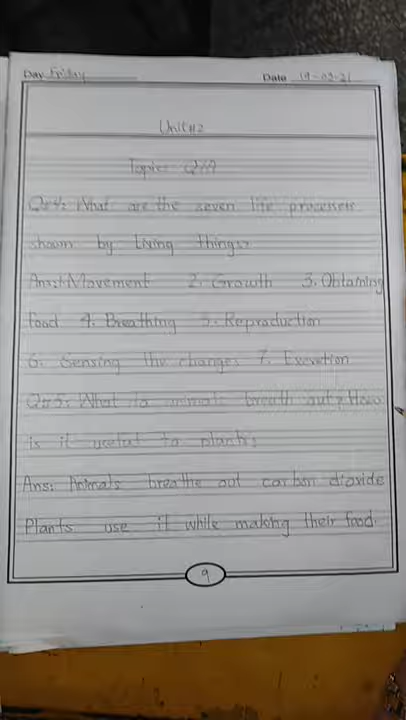 Day Friday Date 19-03-21
Unit#2
Topic: Q/A
Q#4: What are the seven life processes
shown by Living things?
Ans:1. Movement 2. Growth 3. Obtaining
food 4. Breathing 5. Reproduction
6. Sensing the changes 7. Excretion
Q#5: What do animals breath out? How
is it useful to plants?
Ans: Animals breathe out carbon dioxide
Plants use it while making their food.
9